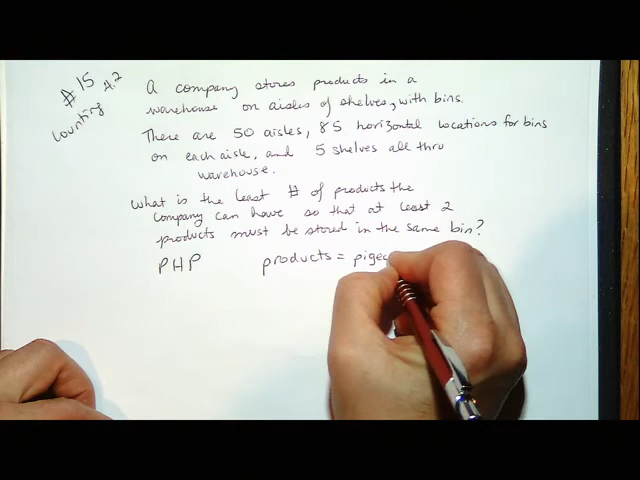 #15
4.2
Counting
A company stores products in a
warehouse on aisles of shelves, with bins.
There are 50 aisles, 85 horizontal locations for bins
on each aisle, and 5 shelves all thru
warehouse.
What is the least # of products the
company can have so that at least 2
products must be stored in the same bin?
PHP products = pigeo